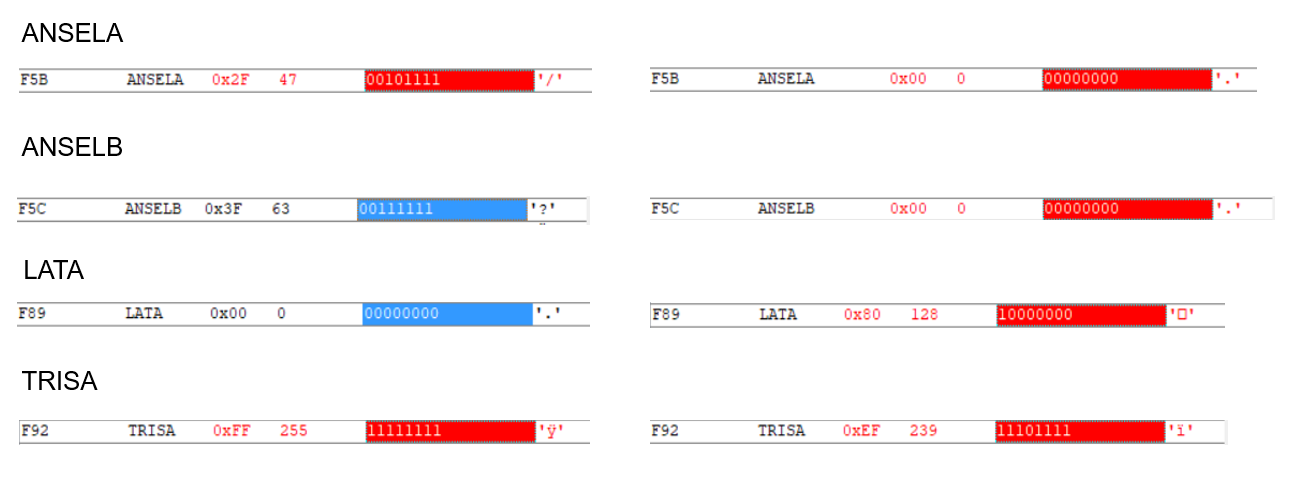 ANSELA
F5B ANSELA 0x2F 47 00101111 '/' F5B ANSELA 0x00 0 00000000 '.'
ANSELB
F5C ANSELB 0x3F 63 00111111 '?' F5C ANSELB 0x00 0 00000000 '.'
LATA
F89 LATA 0x00 0 00000000 '.' F89 LATA 0x80 128 10000000 '□'
TRISA
F92 TRISA 0xFF 255 11111111 'ÿ' F92 TRISA 0xEF 239 11101111 'ï'